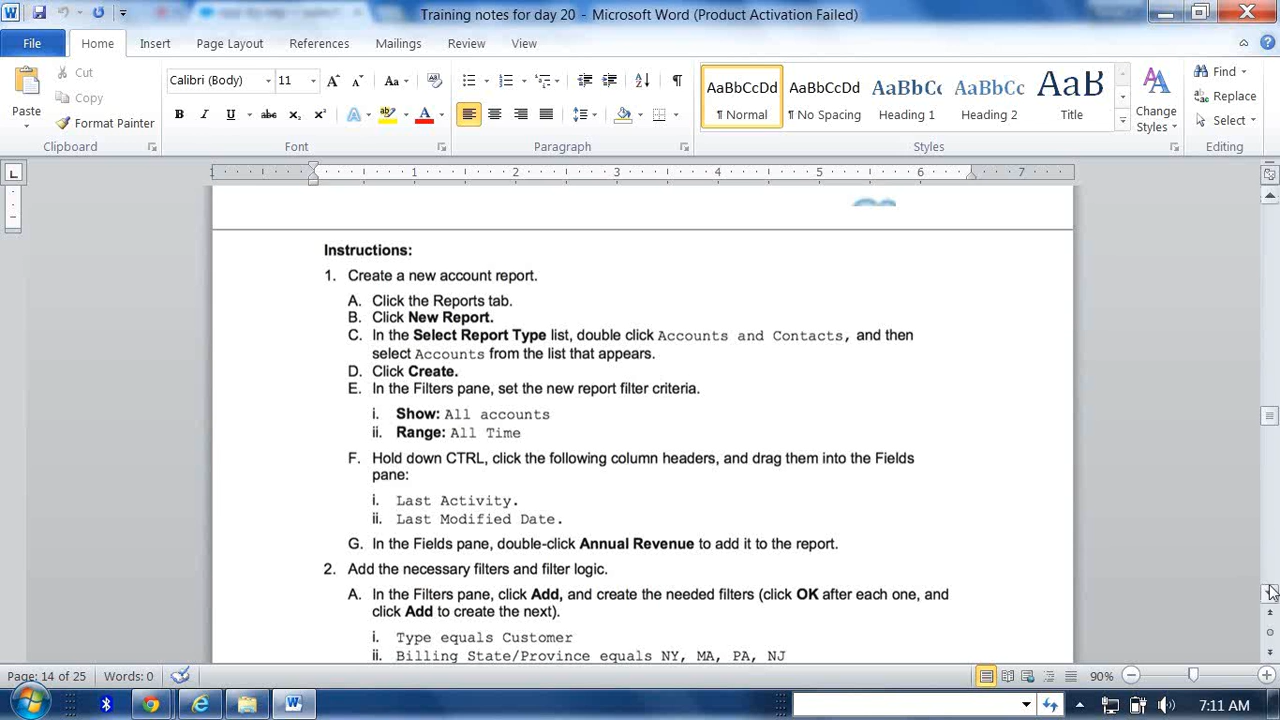 Training notes for day 20 - Microsoft Word (Product Activation Failed)
File Home Insert Page Layout References Mailings Review View
Paste
Cut
Copy
Format Painter
Calibri (Body) 11
Clipboard Font Paragraph Styles Editing
AaBbCcDd AaBbCcDd AaBbCc AaBbCc AaB
¶ Normal ¶ No Spacing Heading 1 Heading 2 Title
Change Styles
Find
Replace
Select
1 1 2 3 4 5 6 7
Instructions:
1. Create a new account report.
A. Click the Reports tab.
B. Click New Report.
C. In the Select Report Type list, double click Accounts and Contacts, and then
select Accounts from the list that appears.
D. Click Create.
E. In the Filters pane, set the new report filter criteria.
i. Show: All accounts
ii. Range: All Time
F. Hold down CTRL, click the following column headers, and drag them into the Fields
pane:
i. Last Activity.
ii. Last Modified Date.
G. In the Fields pane, double-click Annual Revenue to add it to the report.
2. Add the necessary filters and filter logic.
A. In the Filters pane, click Add, and create the needed filters (click OK after each one, and
click Add to create the next).
i. Type equals Customer
ii. Billing State/Province equals NY, MA, PA, NJ
Page: 14 of 25 Words: 0 90%
7:11 AM